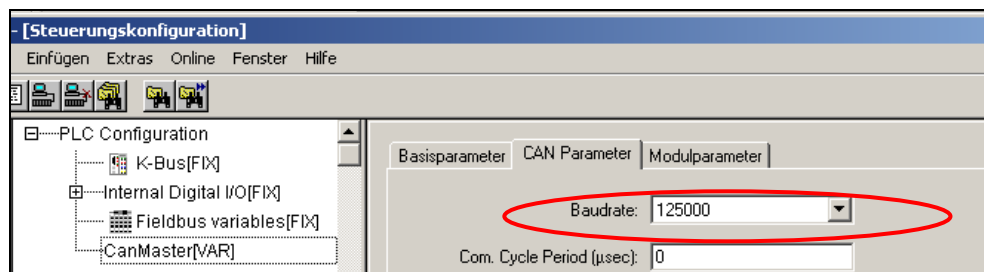 - [Steuerungskonfiguration]
Einfügen Extras Online Fenster Hilfe
PLC Configuration
K-Bus[FIX]
Internal Digital I/O[FIX]
Fieldbus variables[FIX]
CanMaster[VAR]
Basisparameter CAN Parameter Modulparameter
Baudrate: 125000
Com. Cycle Period (µsec): 0